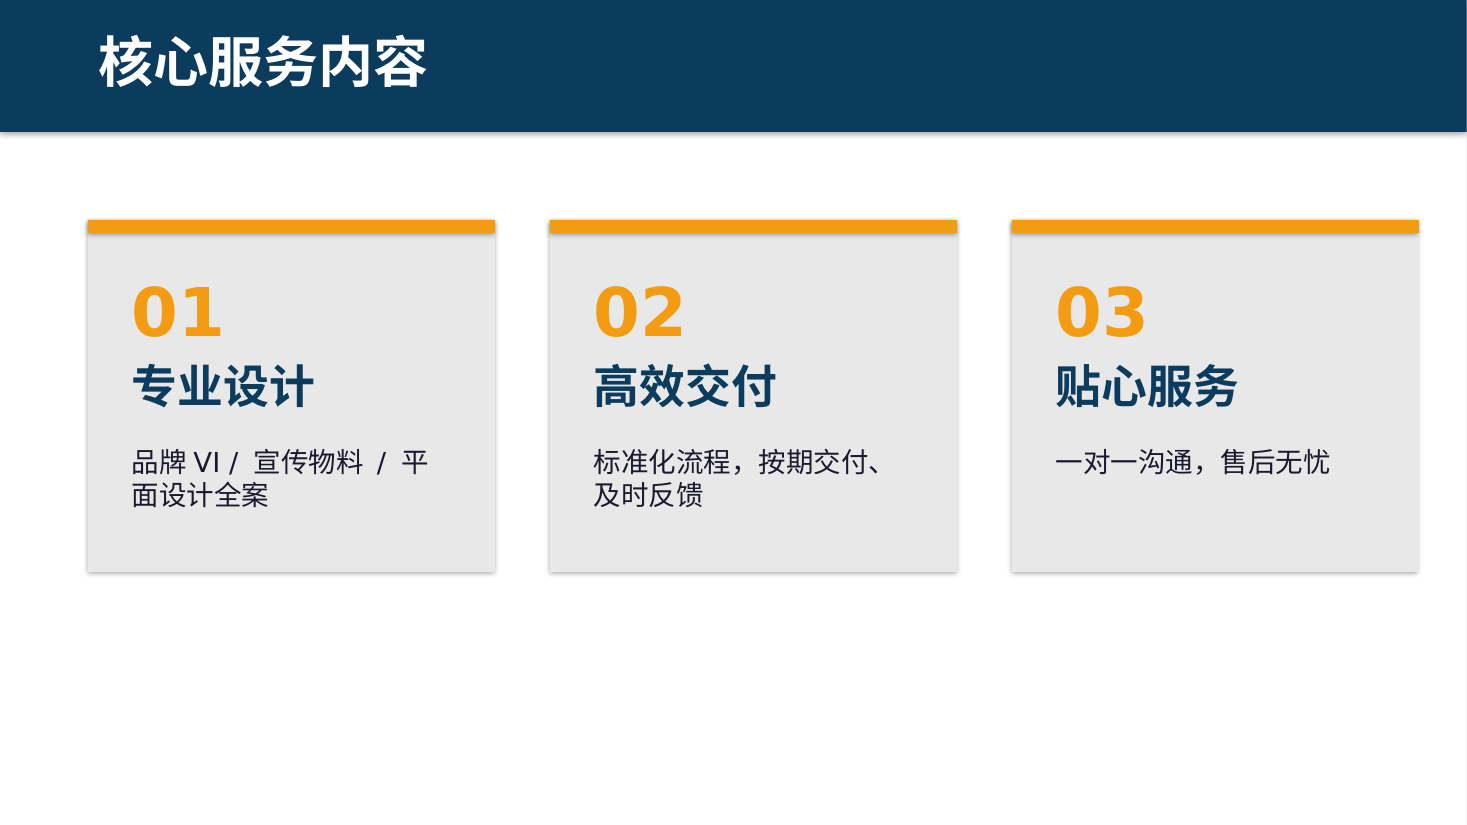 核心服务内容
01
专业设计
品牌 VI / 宣传物料 / 平
面设计全案
02
高效交付
标准化流程，按期交付、
及时反馈
03
贴心服务
一对一沟通，售后无忧